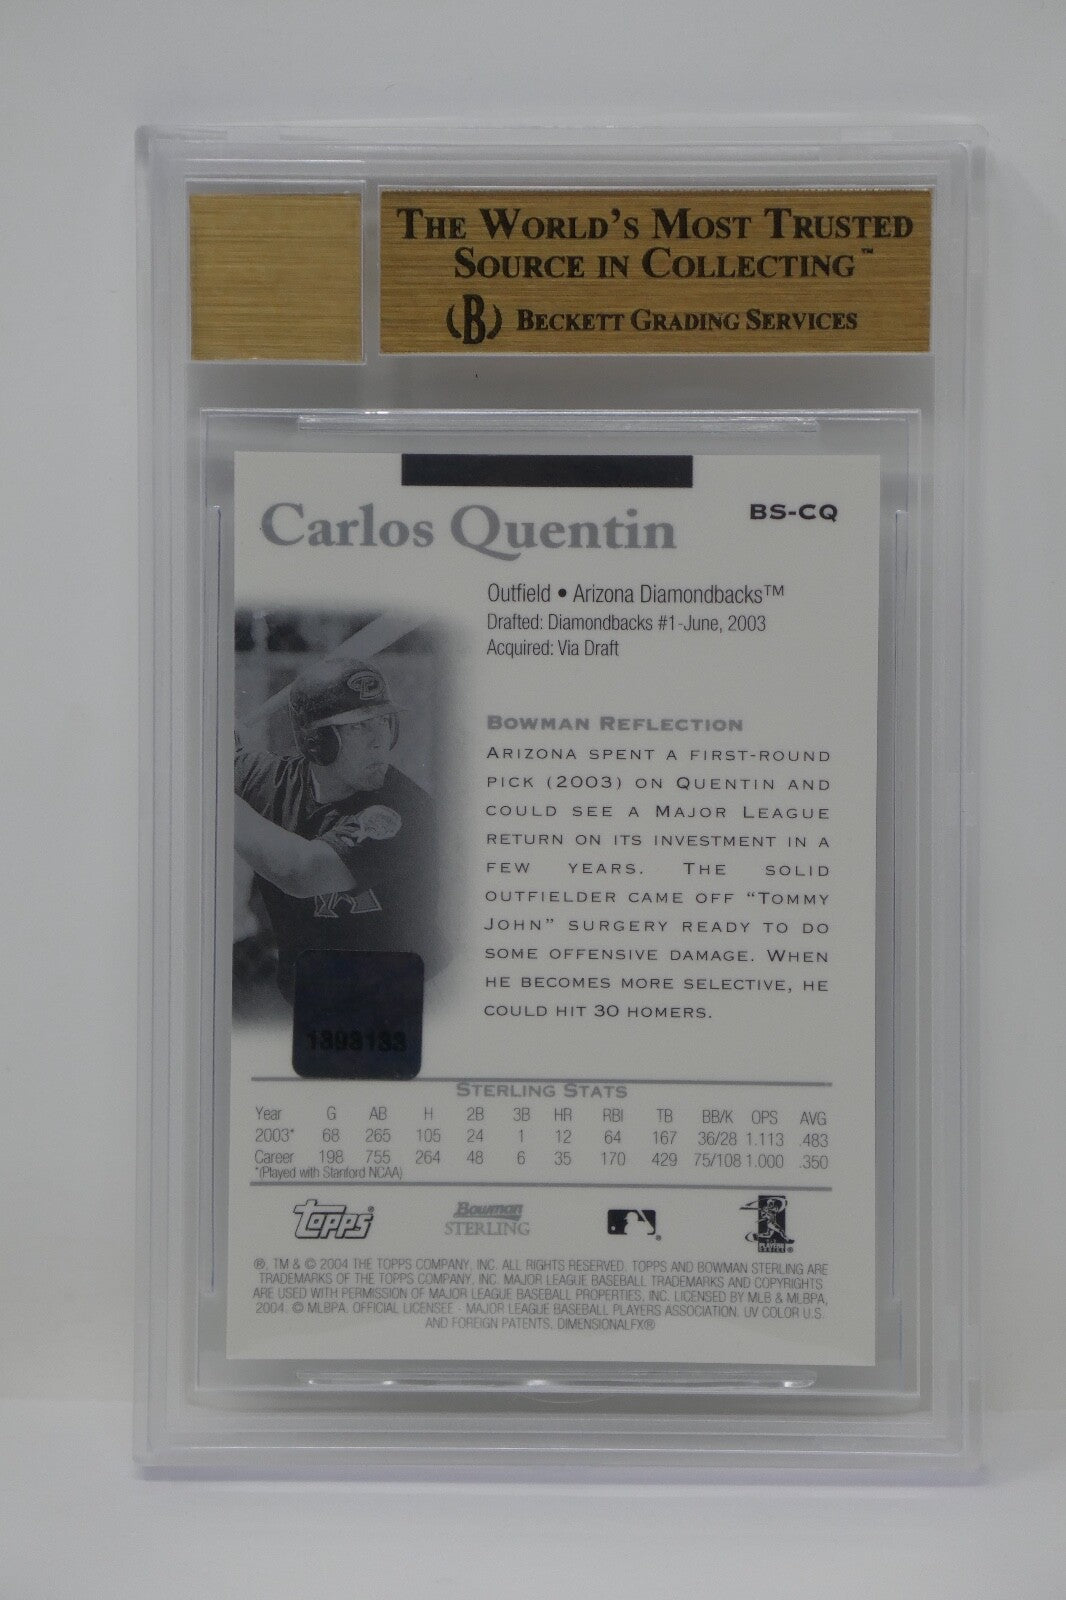 THE WORLD'S MOST TRUSTED
SOURCE IN COLLECTING™
(B) BECKETT GRADING SERVICES
Carlos Quentin
BS-CQ
Outfield • Arizona Diamondbacks™
Drafted: Diamondbacks #1-June, 2003
Acquired: Via Draft
BOWMAN REFLECTION
ARIZONA SPENT A FIRST-ROUND
PICK (2003) ON QUENTIN AND
COULD SEE A MAJOR LEAGUE
RETURN ON ITS INVESTMENT IN A
FEW YEARS. THE SOLID
OUTFIELDER CAME OFF "TOMMY
JOHN" SURGERY READY TO DO
SOME OFFENSIVE DAMAGE. WHEN
HE BECOMES MORE SELECTIVE, HE
COULD HIT 30 HOMERS.
1393133
STERLING STATS
Year G AB H 2B 3B HR RBI TB BB/K OPS AVG
2003* 68 265 105 24 1 12 64 167 36/28 1.113 .483
Career 198 755 264 48 6 35 170 429 75/108 1.000 .350
*(Played with Stanford NCAA)
Topps® Bowman STERLING ® PLAYERS CHOICE ®
®, TM & © 2004 THE TOPPS COMPANY, INC. ALL RIGHTS RESERVED. TOPPS AND BOWMAN STERLING ARE
TRADEMARKS OF THE TOPPS COMPANY, INC. MAJOR LEAGUE BASEBALL TRADEMARKS AND COPYRIGHTS
ARE USED WITH PERMISSION OF MAJOR LEAGUE BASEBALL PROPERTIES, INC. LICENSED BY MLB & MLBPA,
2004. © MLBPA. OFFICIAL LICENSEE - MAJOR LEAGUE BASEBALL PLAYERS ASSOCIATION. UV COLOR U.S.
AND FOREIGN PATENTS. DIMENSIONALFX®